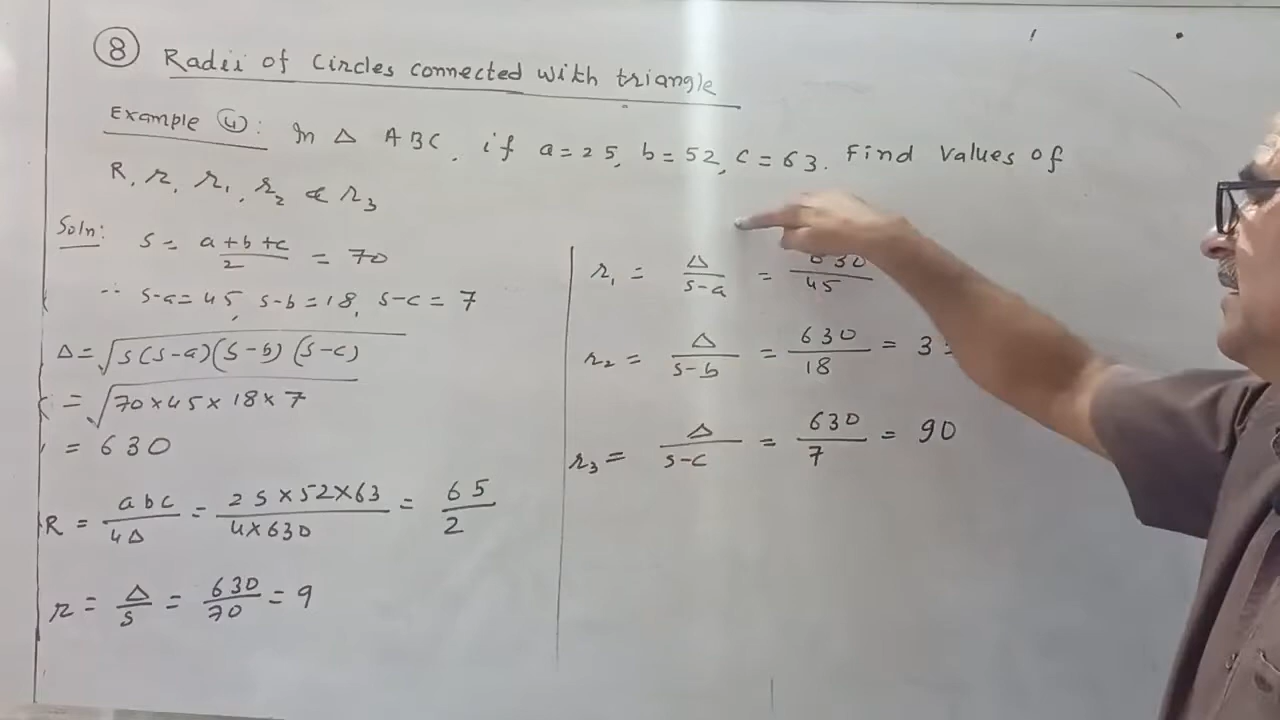 ⑧ Radii of Circles connected with triangle
Example ④: In Δ ABC, if a=25, b=52, c=63. Find values of
R, r, r₁, r₂ & r₃
Soln: s = a+b+c/2 = 70
∴ s-a=45, s-b=18, s-c=7
Δ=√s(s-a)(s-b)(s-c)
=√70×45×18×7
= 630
R = abc/4Δ = 25×52×63/4×630 = 65/2
r = Δ/s = 630/70 = 9
r₁ = Δ/s-a = 630/45
r₂ = Δ/s-b = 630/18 = 3
r₃ = Δ/s-c = 630/7 = 90